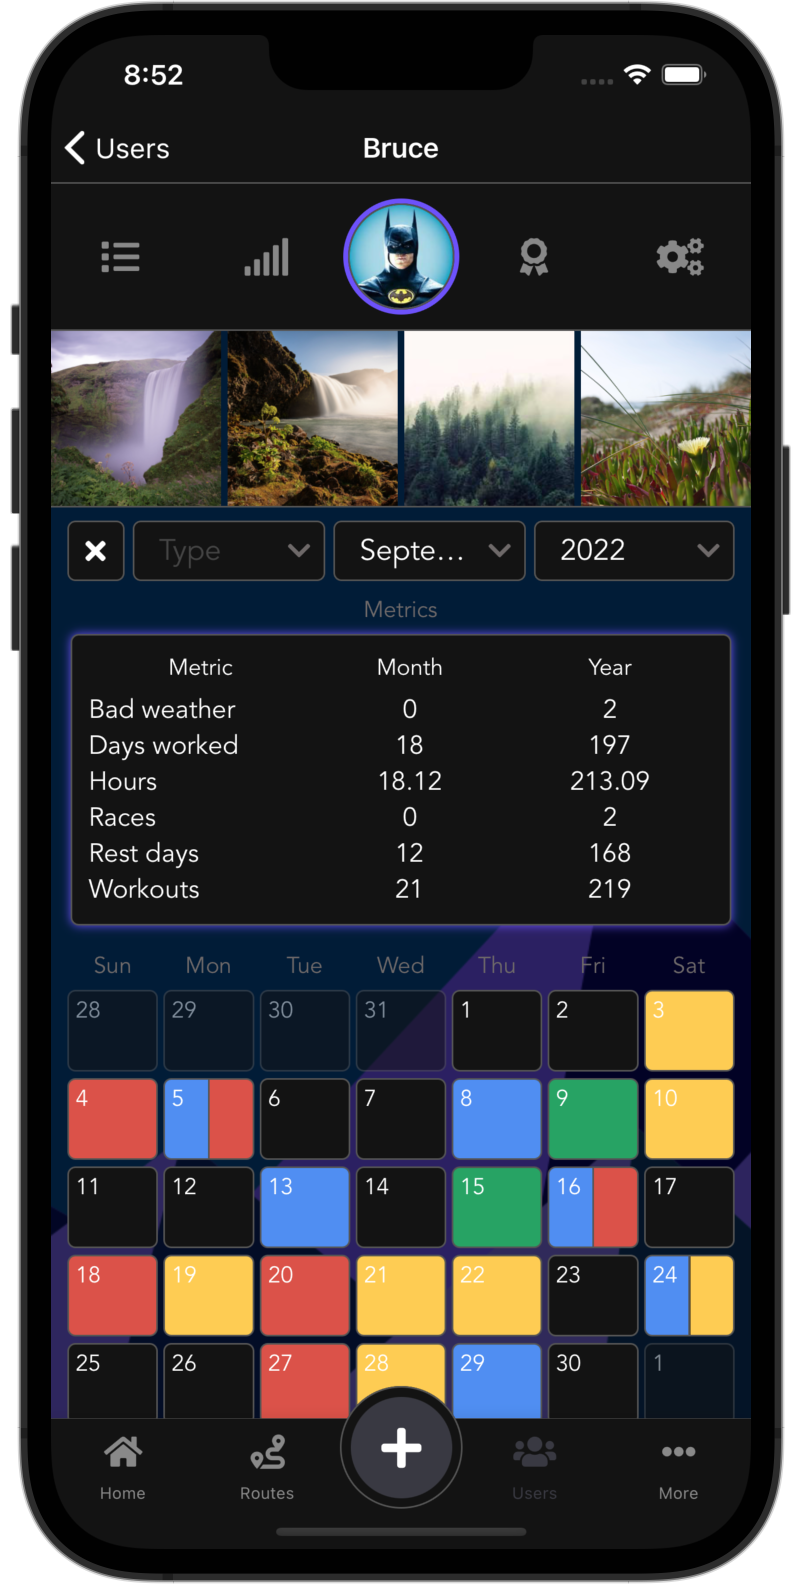 8:52
Users Bruce
Type Septe... 2022
Metrics
Metric Month Year
Bad weather 0 2
Days worked 18 197
Hours 18.12 213.09
Races 0 2
Rest days 12 168
Workouts 21 219
Sun Mon Tue Wed Thu Fri Sat
28 29 30 31 1 2 3
4 5 6 7 8 9 10
11 12 13 14 15 16 17
18 19 20 21 22 23 24
25 26 27 28 29 30 1
Home Routes Users More